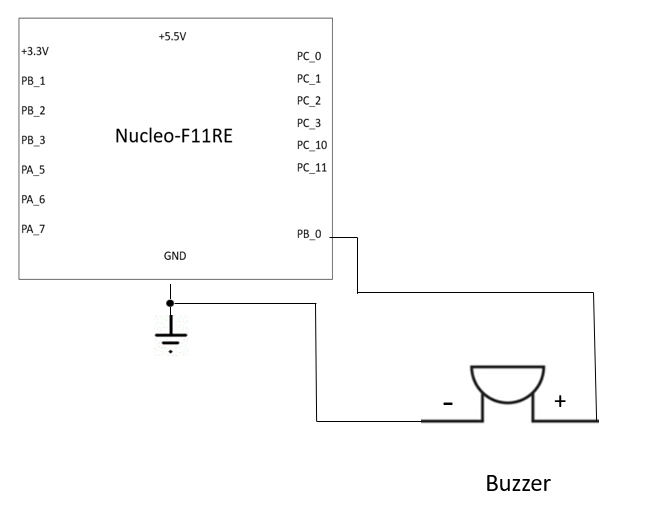 +5.5V
+3.3V
PB_1
PB_2
PB_3
PA_5
PA_6
PA_7
Nucleo-F11RE
PC_0
PC_1
PC_2
PC_3
PC_10
PC_11
PB_0
GND
-
+
Buzzer